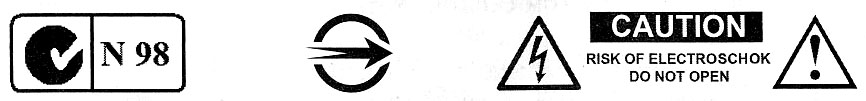 N 98
CAUTION
RISK OF ELECTROSCHOK
DO NOT OPEN